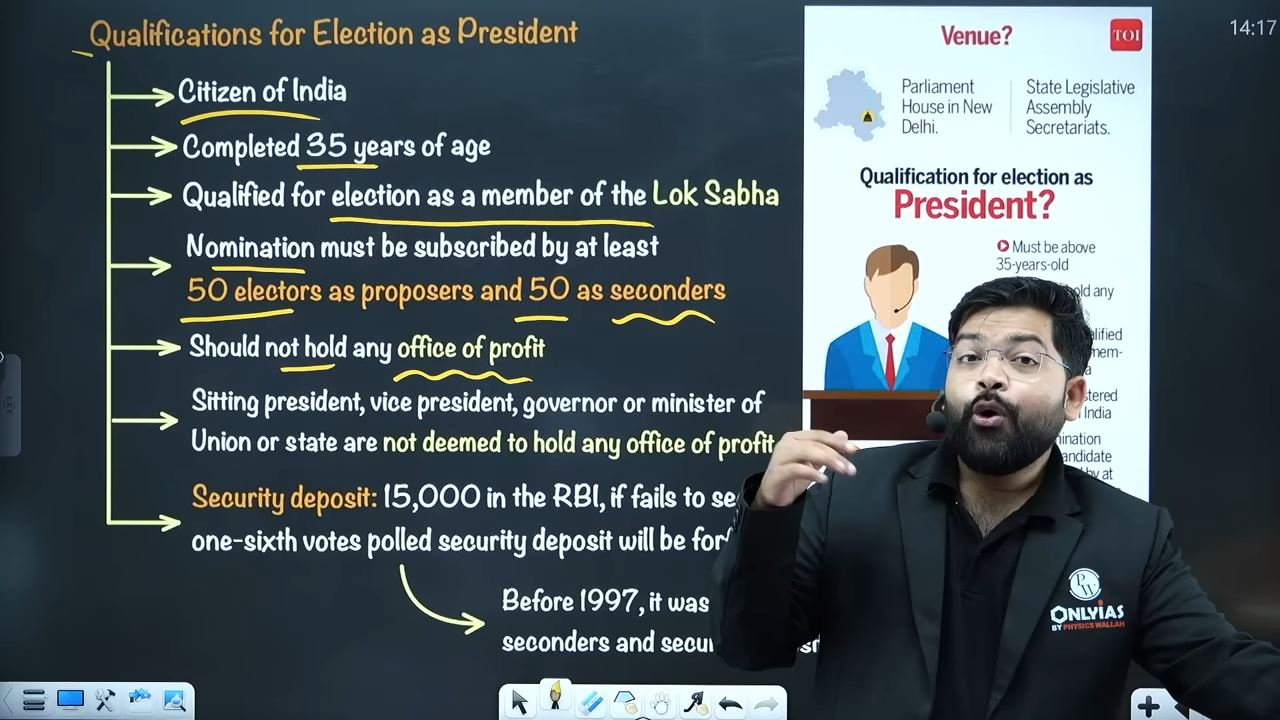 Qualifications for Election as President
Citizen of India
Completed 35 years of age
Qualified for election as a member of the Lok Sabha
Nomination must be subscribed by at least
50 electors as proposers and 50 as seconders
Should not hold any office of profit
Sitting president, vice president, governor or minister of
Union or state are not deemed to hold any office of profit
Security deposit: 15,000 in the RBI, if fails to
one-sixth votes polled security deposit will be
Before 1997, it was
seconders and
Venue?
TOI
Parliament
House in New
Delhi.
State Legislative
Assembly
Secretariats.
Qualification for election as
President?
Must be above
35-years-old
any
India
by at
14:17
PW
ONLYIAS
BY PHYSICS WALLAH